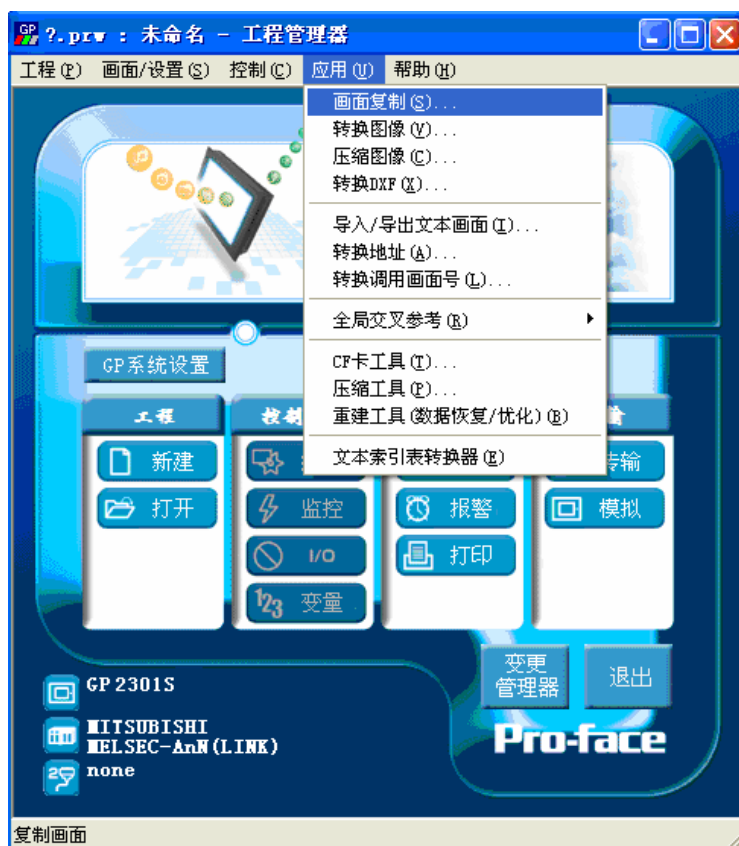 GP ?.prw : 未命名 - 工程管理器
工程(P) 画面/设置(S) 控制(C) 应用(U) 帮助(H)
画面复制(S)...
转换图像(V)...
压缩图像(C)...
转换DXF(X)...
导入/导出文本画面(I)...
转换地址(A)...
转换调用画面号(L)...
全局交叉参考(R)
CF卡工具(T)...
压缩工具(P)...
重建工具(数据恢复/优化)(B)
文本索引表转换器(E)
GP系统设置
工程
新建
打开
监控
I/O
123 变量
报警
打印
传输
模拟
变更
管理器
退出
GP2301S
MITSUBISHI
MELSEC-AnN(LINK)
none
Pro-face
复制画面